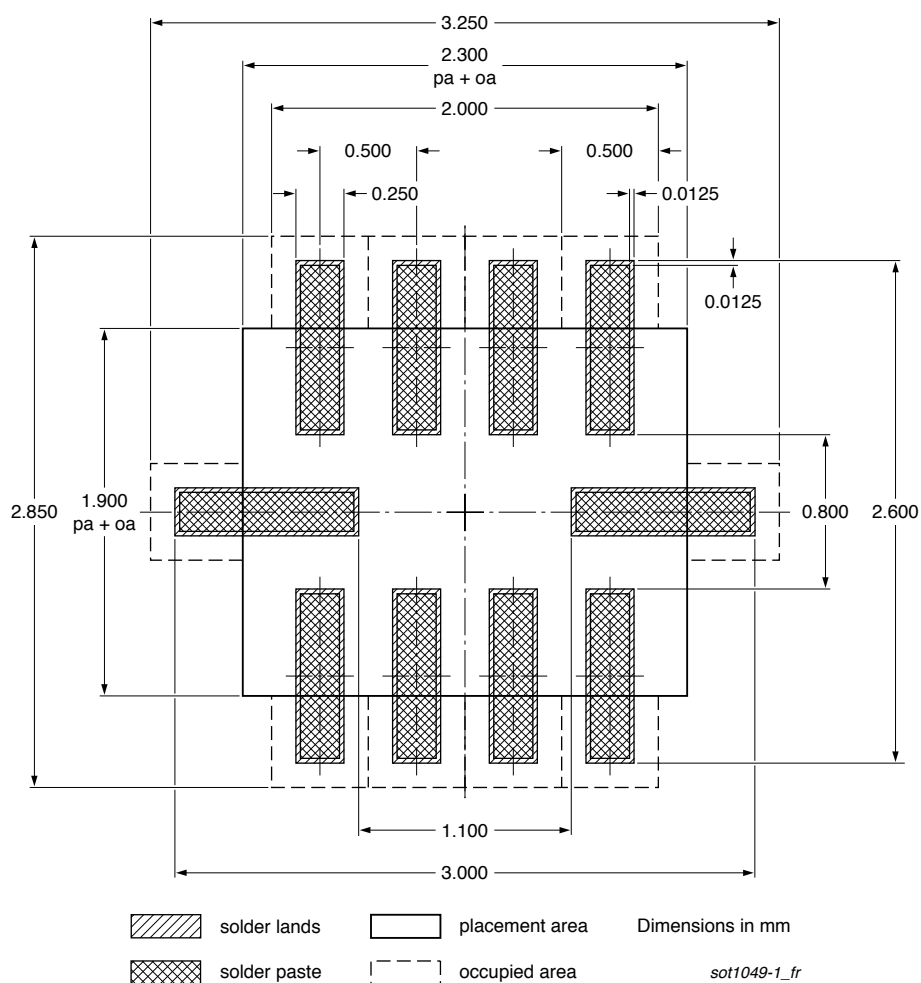 3.250
2.300
pa + oa
2.000
0.500
0.500
0.250
0.0125
0.0125
2.850
1.900
pa + oa
0.800
2.600
1.100
3.000
solder lands
placement area
Dimensions in mm
solder paste
occupied area
sot1049-1_fr